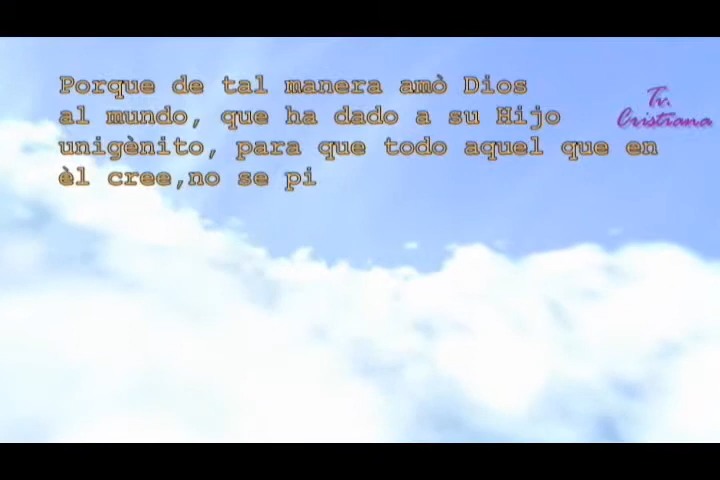 Porque de tal manera amò Dios
al mundo, que ha dado a su Hijo
unigènito, para que todo aquel que en
èl cree,no se pi
Tv.
Cristiana